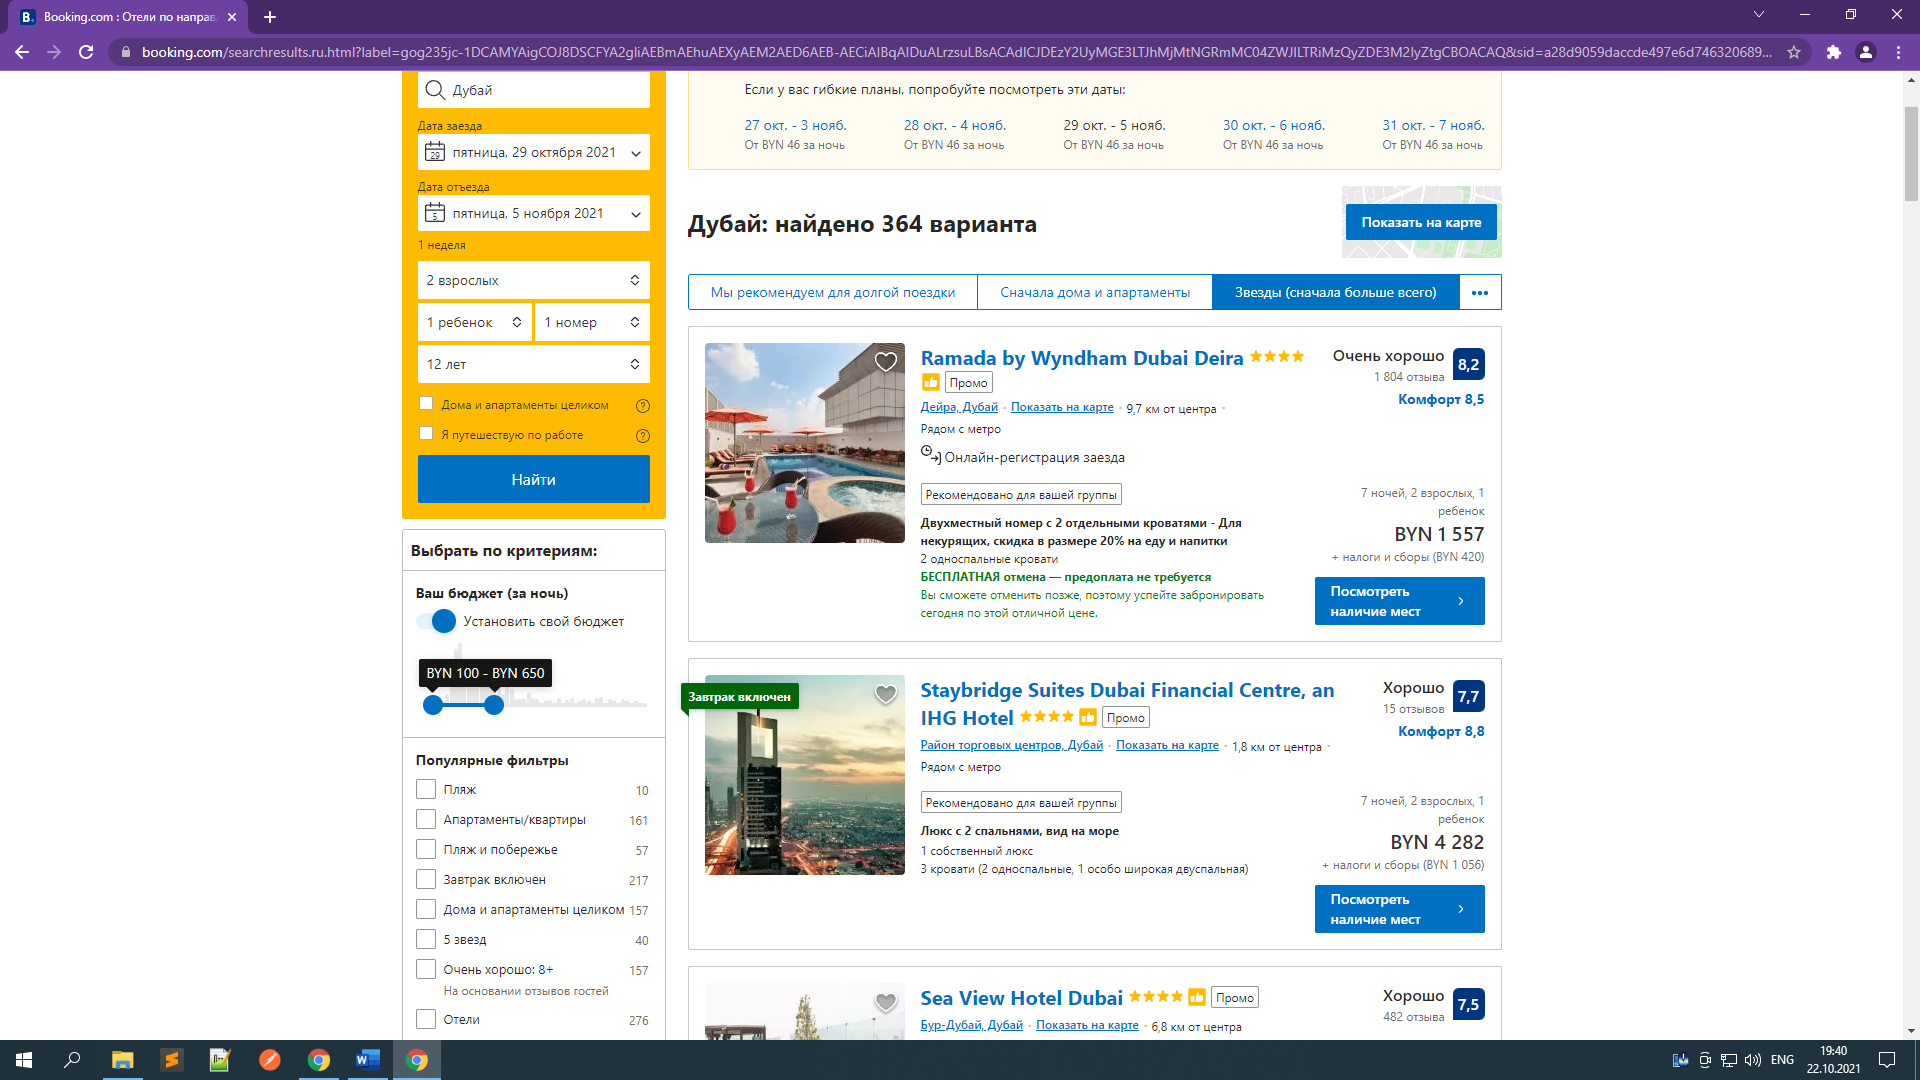 Booking.com : Отели по направ
booking.com/searchresults.ru.html?label=gog235jc-1DCAMYAigCOJ8DSCFYA2gIiAEBmAEhuAEXyAEM2AED6AEB-AECiAIBqAIDuALrzsuLBsACAdICJDEzY2UyMGE3LTJhMjMtNGRmMC04ZWJlLTRiMzQyZDE3M2IyZtgCBOACAQ&sid=a28d9059daccde497e6d746320689...
Дубай
Дата заезда
29
пятница, 29 октября 2021
Дата отъезда
5
пятница, 5 ноября 2021
1 неделя
2 взрослых
1 ребенок
1 номер
12 лет
Дома и апартаменты целиком
Я путешествую по работе
Найти
Выбрать по критериям:
Ваш бюджет (за ночь)
Установить свой бюджет
BYN 100 - BYN 650
Популярные фильтры
Пляж 10
Апартаменты/квартиры 161
Пляж и побережье 57
Завтрак включен 217
Дома и апартаменты целиком 157
5 звезд 40
Очень хорошо: 8+ 157
На основании отзывов гостей
Отели 276
Если у вас гибкие планы, попробуйте посмотреть эти даты:
27 окт. - 3 нояб. 28 окт. - 4 нояб. 29 окт. - 5 нояб. 30 окт. - 6 нояб. 31 окт. - 7 нояб.
От BYN 46 за ночь От BYN 46 за ночь От BYN 46 за ночь От BYN 46 за ночь От BYN 46 за ночь
Дубай: найдено 364 варианта
Показать на карте
Мы рекомендуем для долгой поездки Сначала дома и апартаменты Звезды (сначала больше всего) •••
Ramada by Wyndham Dubai Deira
Промо
Дейра, Дубай · Показать на карте · 9,7 км от центра ·
Рядом с метро
Онлайн-регистрация заезда
Рекомендовано для вашей группы
Двухместный номер с 2 отдельными кроватями - Для
некурящих, скидка в размере 20% на еду и напитки
2 односпальные кровати
БЕСПЛАТНАЯ отмена — предоплата не требуется
Вы сможете отменить позже, поэтому успейте забронировать
сегодня по этой отличной цене.
Очень хорошо 8,2
1 804 отзыва
Комфорт 8,5
7 ночей, 2 взрослых, 1
ребенок
BYN 1 557
+ налоги и сборы (BYN 420)
Посмотреть
наличие мест
Завтрак включен
Staybridge Suites Dubai Financial Centre, an
IHG Hotel Промо
Район торговых центров, Дубай · Показать на карте · 1,8 км от центра ·
Рядом с метро
Рекомендовано для вашей группы
Люкс с 2 спальнями, вид на море
1 собственный люкс
3 кровати (2 односпальные, 1 особо широкая двуспальная)
Хорошо 7,7
15 отзывов
Комфорт 8,8
7 ночей, 2 взрослых, 1
ребенок
BYN 4 282
+ налоги и сборы (BYN 1 056)
Посмотреть
наличие мест
Sea View Hotel Dubai Промо
Бур-Дубай, Дубай · Показать на карте · 6,8 км от центра
Хорошо 7,5
482 отзыва
ENG
19:40
22.10.2021